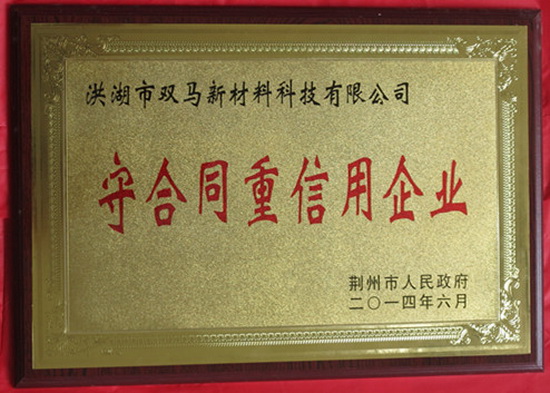 洪湖市双马新材料科技有限公司
守合同重信用企业
荆州市人民政府
二〇一四年六月